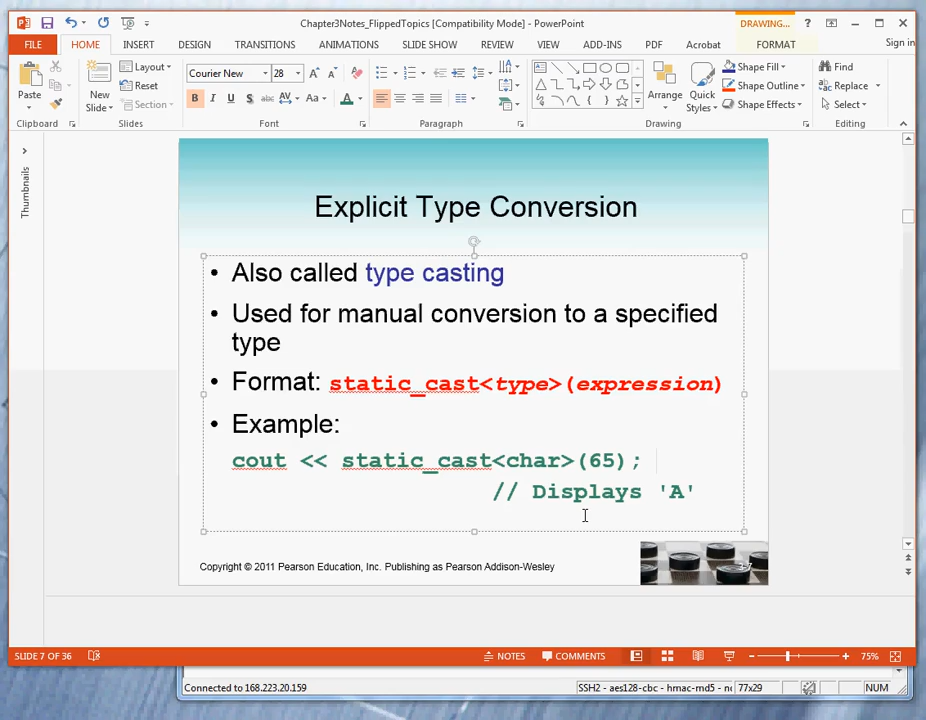 Chapter3Notes_FlippedTopics [Compatibility Mode] - PowerPoint
DRAWING...
?
FILE
HOME
INSERT
DESIGN
TRANSITIONS
ANIMATIONS
SLIDE SHOW
REVIEW
VIEW
ADD-INS
PDF
Acrobat
FORMAT
Sign in
Paste
Clipboard
New
Slide
Layout
Reset
Section
Slides
Courier New
28
B I U S abc AV Aa A
Font
Paragraph
Arrange
Quick
Styles
Shape Fill
Shape Outline
Shape Effects
Drawing
Find
Replace
Select
Editing
Thumbnails
Explicit Type Conversion
• Also called type casting
• Used for manual conversion to a specified
type
• Format: static_cast<type>(expression)
• Example:
cout << static_cast<char>(65);
// Displays 'A'
Copyright © 2011 Pearson Education, Inc. Publishing as Pearson Addison-Wesley
SLIDE 7 OF 36
NOTES
COMMENTS
75%
Connected to 168.223.20.159
SSH2 - aes128-cbc - hmac-md5 - nc
77x29
NUM